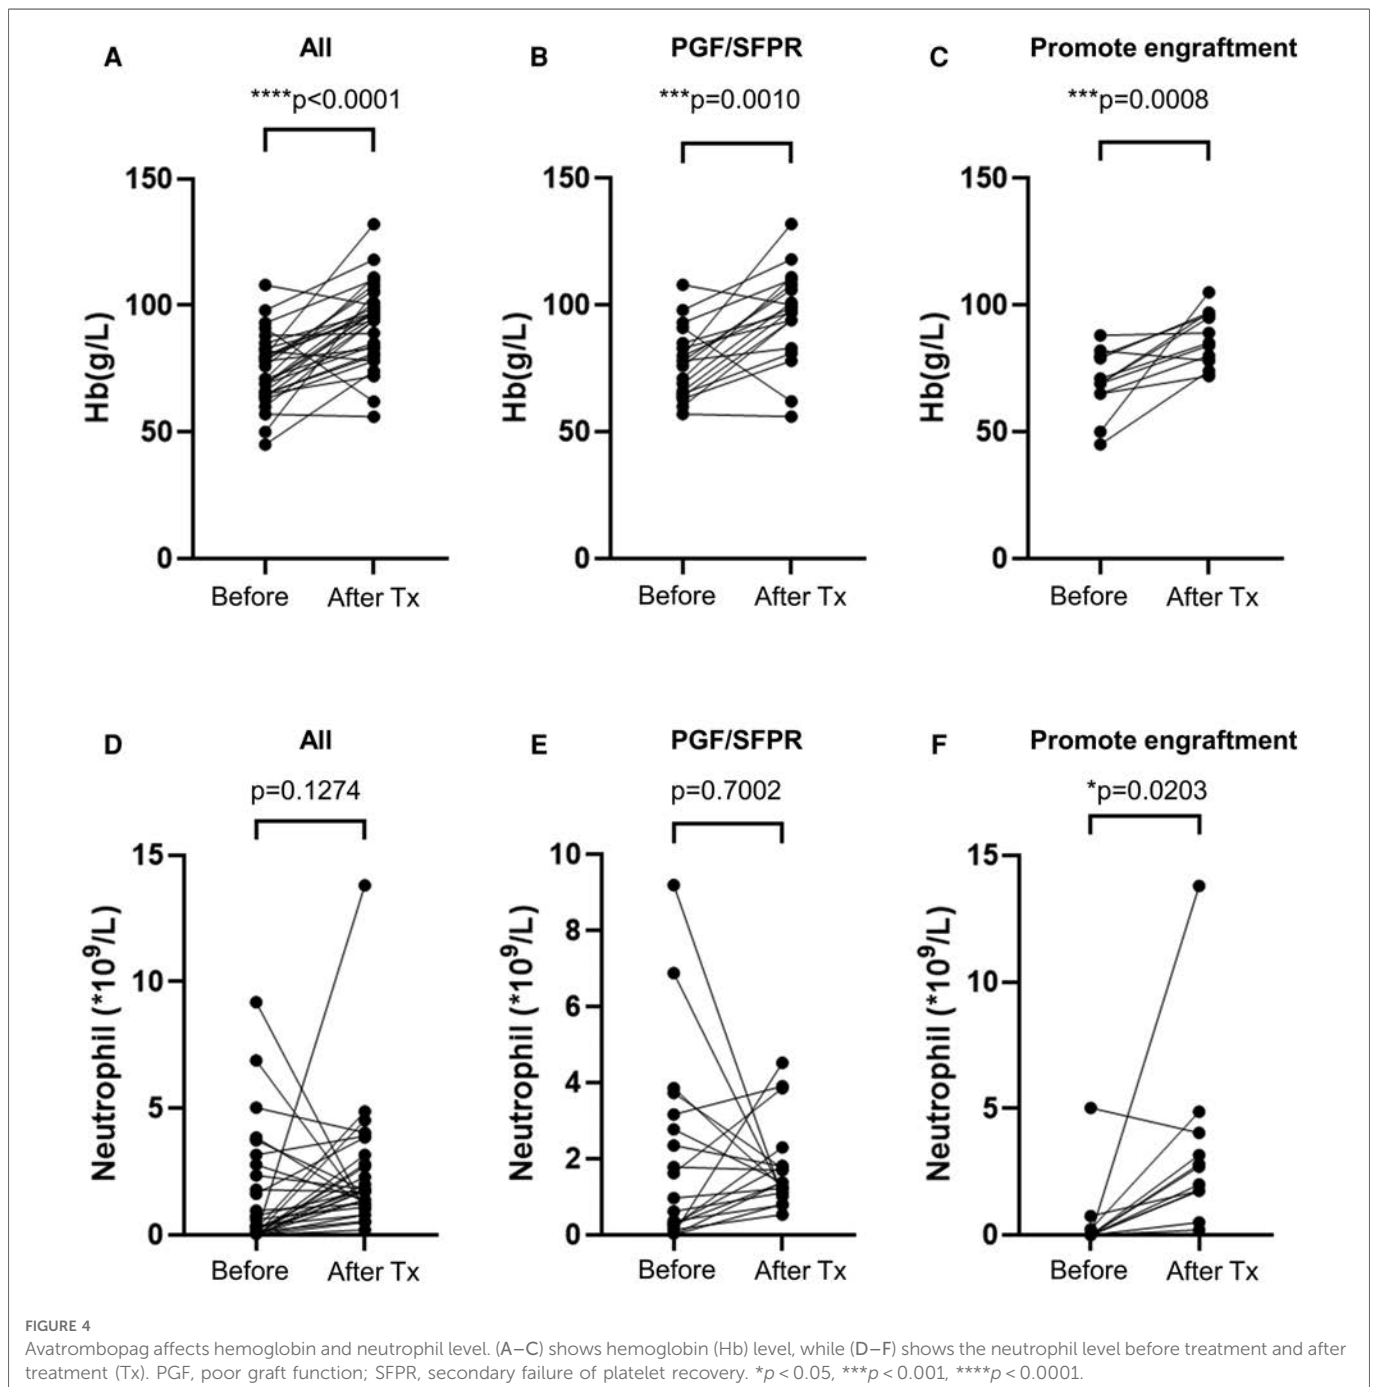 A All B PGF/SFPR C Promote engraftment
****p<0.0001 ***p=0.0010 ***p=0.0008
150 150 150
100 100 100
Hb(g/L) Hb(g/L) Hb(g/L)
50 50 50
0 0 0
Before After Tx Before After Tx Before After Tx
D All E PGF/SFPR F Promote engraftment
p=0.1274 p=0.7002 *p=0.0203
15 10 15
8
10 6 10
Neutrophil (*10⁹/L) Neutrophil (*10⁹/L) Neutrophil (*10⁹/L)
5 4 5
2
0 0 0
Before After Tx Before After Tx Before After Tx
FIGURE 4
Avatrombopag affects hemoglobin and neutrophil level. (A–C) shows hemoglobin (Hb) level, while (D–F) shows the neutrophil level before treatment and after
treatment (Tx). PGF, poor graft function; SFPR, secondary failure of platelet recovery. *p < 0.05, ***p < 0.001, ****p < 0.0001.